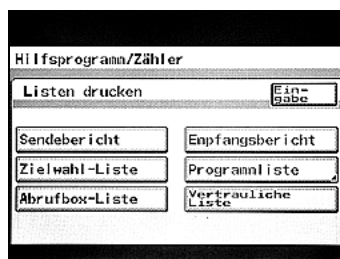 Hilfsprogramm/Zähler
Listen drucken
Ein-
gabe
Sendebericht
Empfangsbericht
Zielwahl-Liste
Programmliste
Abrufbox-Liste
Vertrauliche
Liste